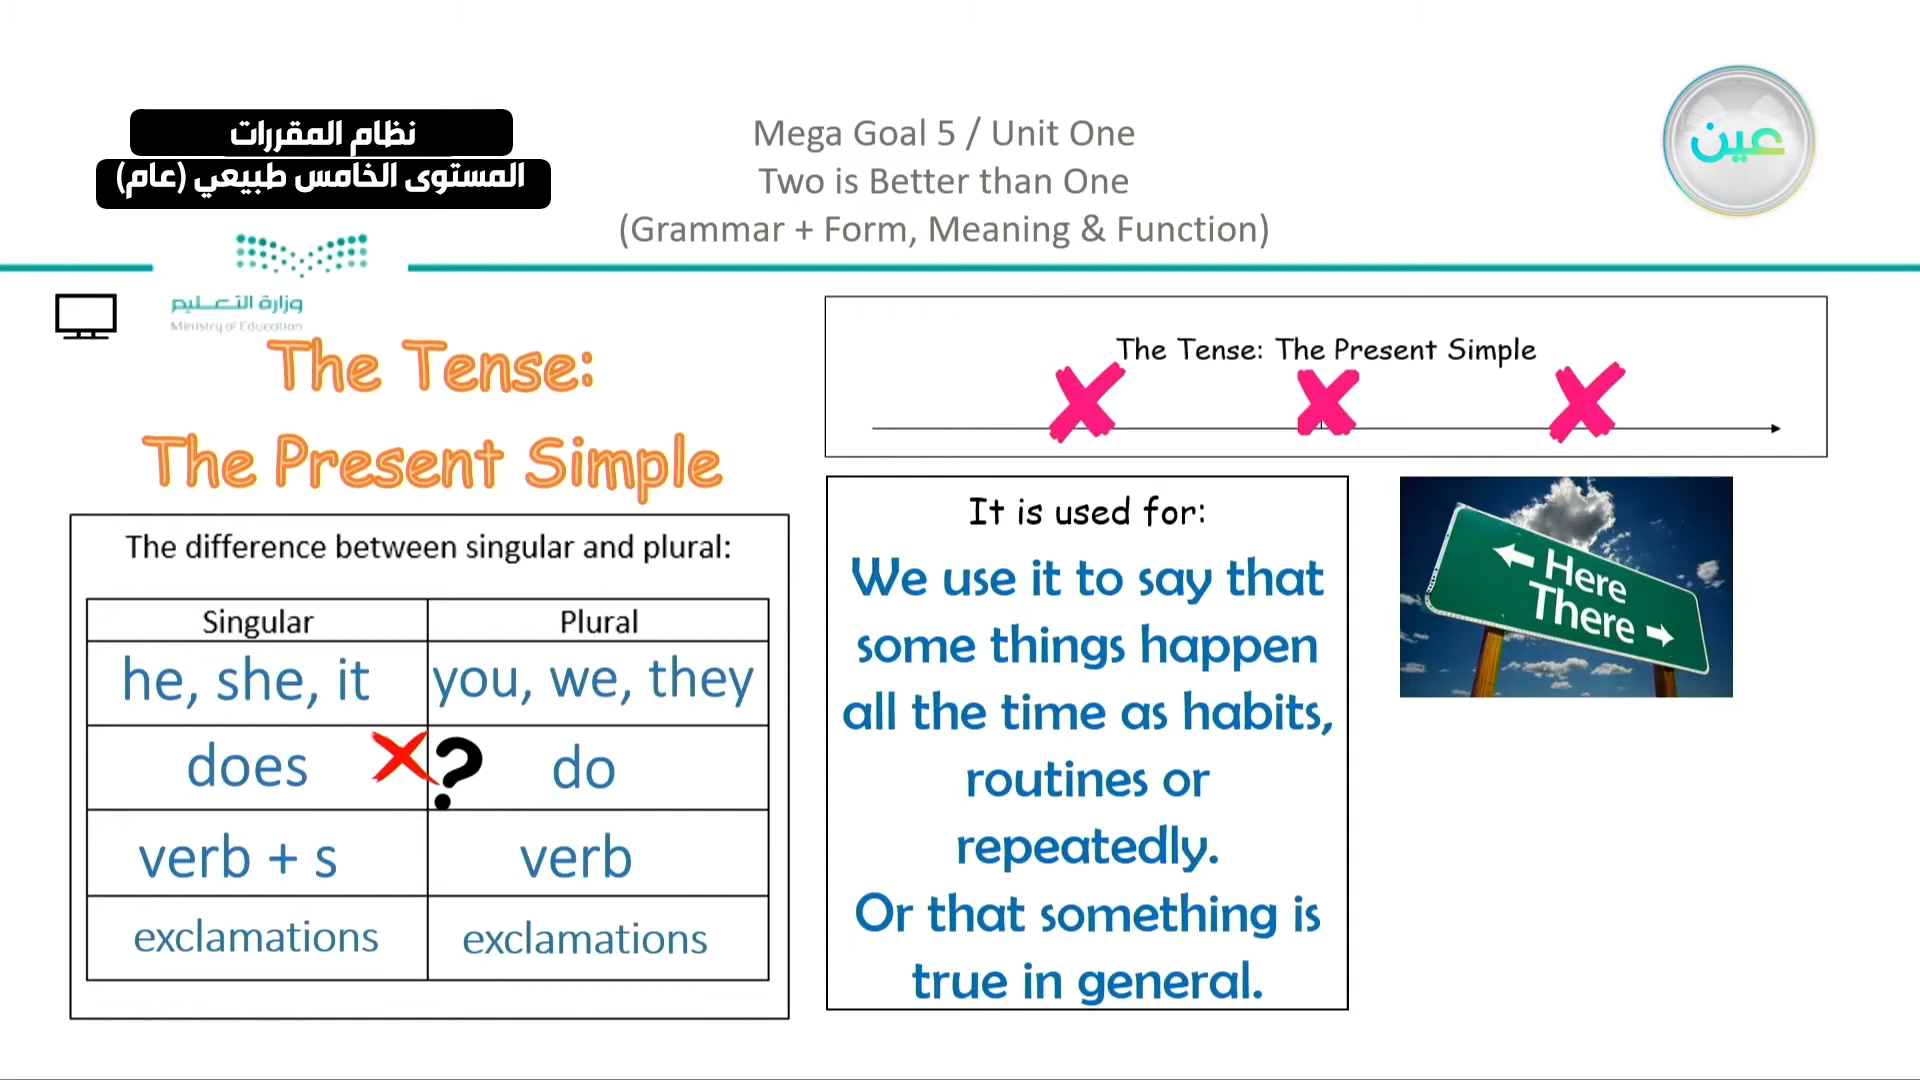 نظام المقررات
المستوى الخامس طبيعي (عام)
Mega Goal 5 / Unit One
Two is Better than One
(Grammar + Form, Meaning & Function)
عين
وزارة التعليم
Ministry of Education
The Tense:
The Present Simple
The difference between singular and plural:
Singular Plural
he, she, it you, we, they
does ? do
verb + s verb
exclamations exclamations
The Tense: The Present Simple
It is used for:
We use it to say that
some things happen
all the time as habits,
routines or
repeatedly.
Or that something is
true in general.
Here
There